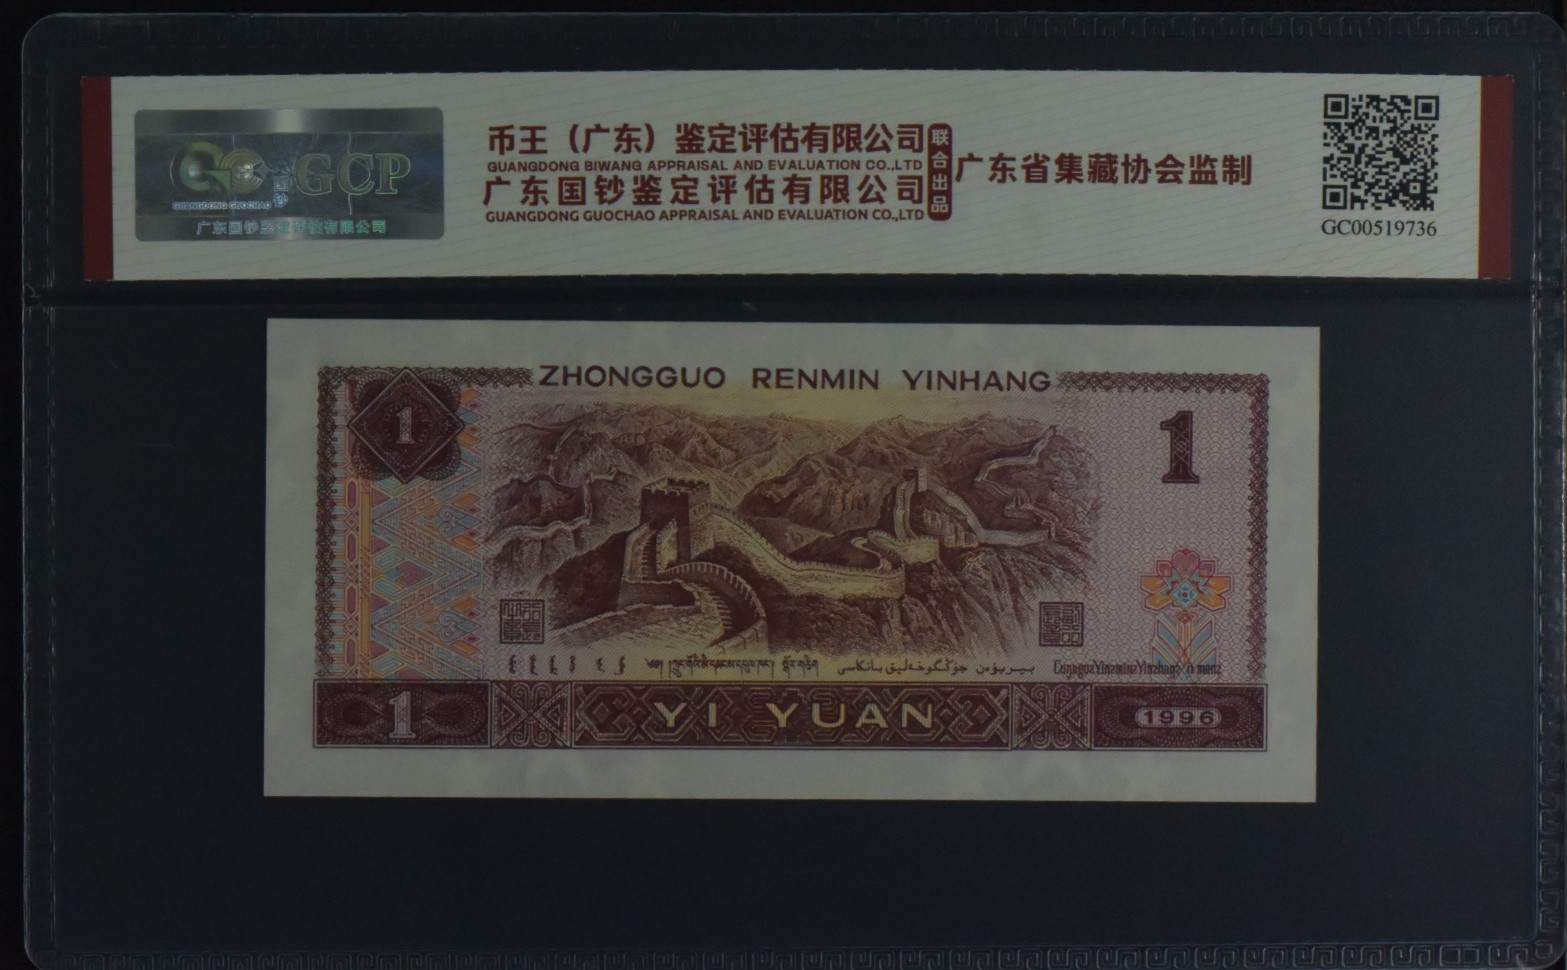 GCP
GUANGDONG GUOCHAO
广东国钞鉴定评估有限公司
币王（广东）鉴定评估有限公司
GUANGDONG BIWANG APPRAISAL AND EVALUATION CO.,LTD
广东国钞鉴定评估有限公司
GUANGDONG GUOCHAO APPRAISAL AND EVALUATION CO.,LTD
联合出品
广东省集藏协会监制
GC00519736
ZHONGGUO RENMIN YINHANG
1
1
1
YI YUAN
1996